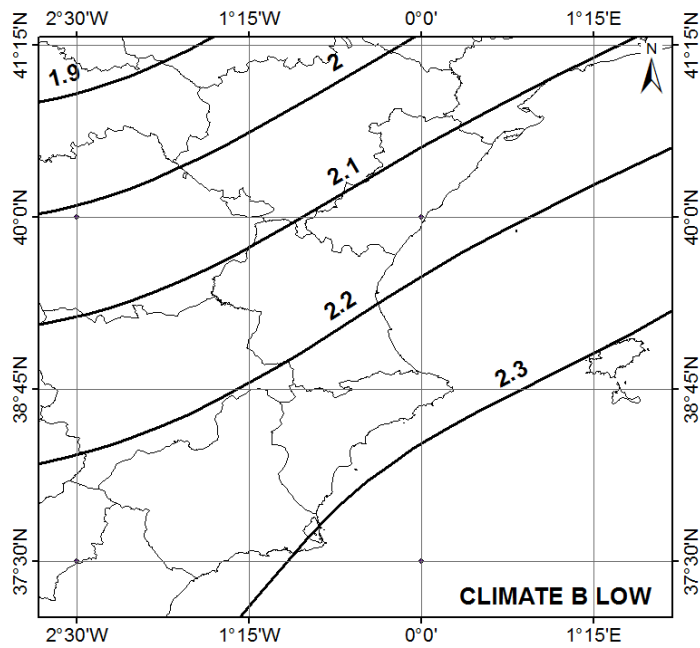 2°30'W 1°15'W 0°0' 1°15'E
41°15'N 41°15'N
N
1.9
2
2.1
40°0'N 40°0'N
2.2
2.3
38°45'N 38°45'N
37°30'N 37°30'N
CLIMATE B LOW
2°30'W 1°15'W 0°0' 1°15'E